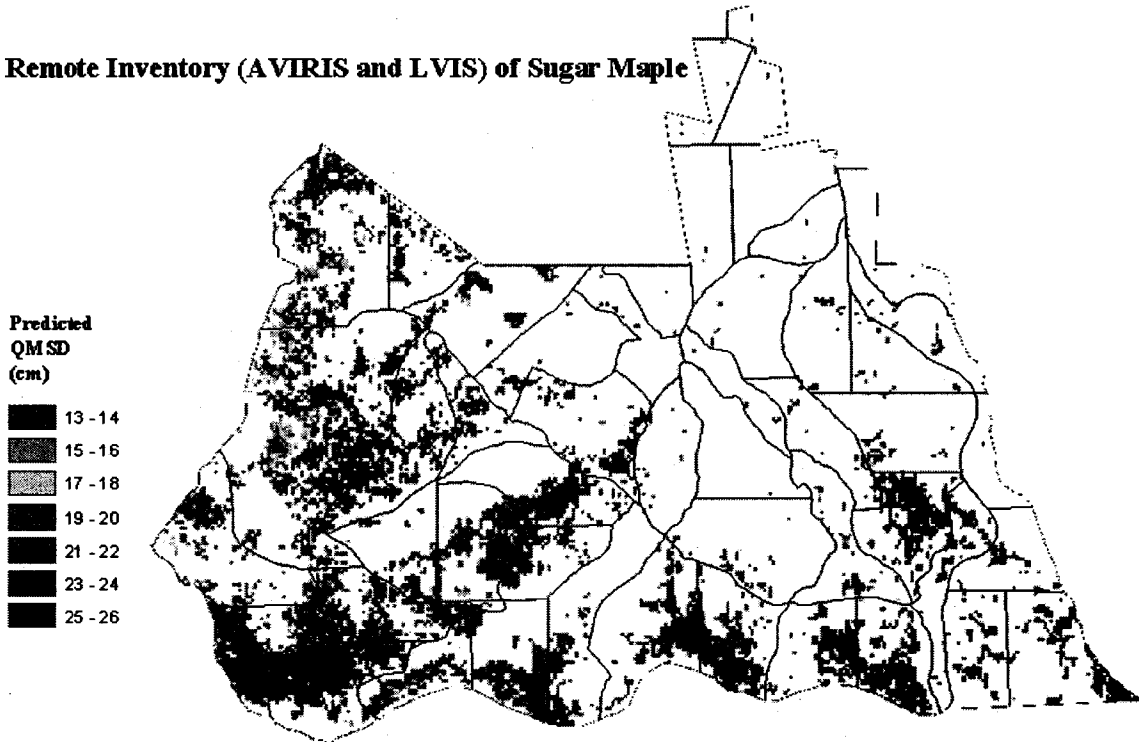 Remote Inventory (AVIRIS and LVIS) of Sugar Maple
Predicted
QMSD
(cm)
13 - 14
15 - 16
17 - 18
19 - 20
21 - 22
23 - 24
25 - 26